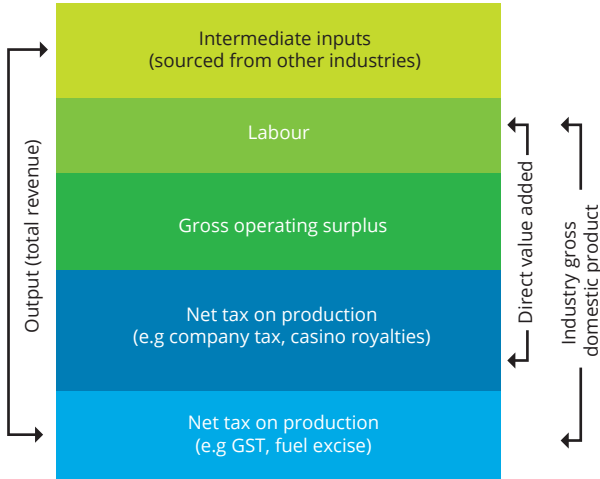 Intermediate inputs
(sourced from other industries)
Labour
Gross operating surplus
Net tax on production
(e.g company tax, casino royalties)
Net tax on production
(e.g GST, fuel excise)
Output (total revenue)
Direct value added
Industry gross
domestic product